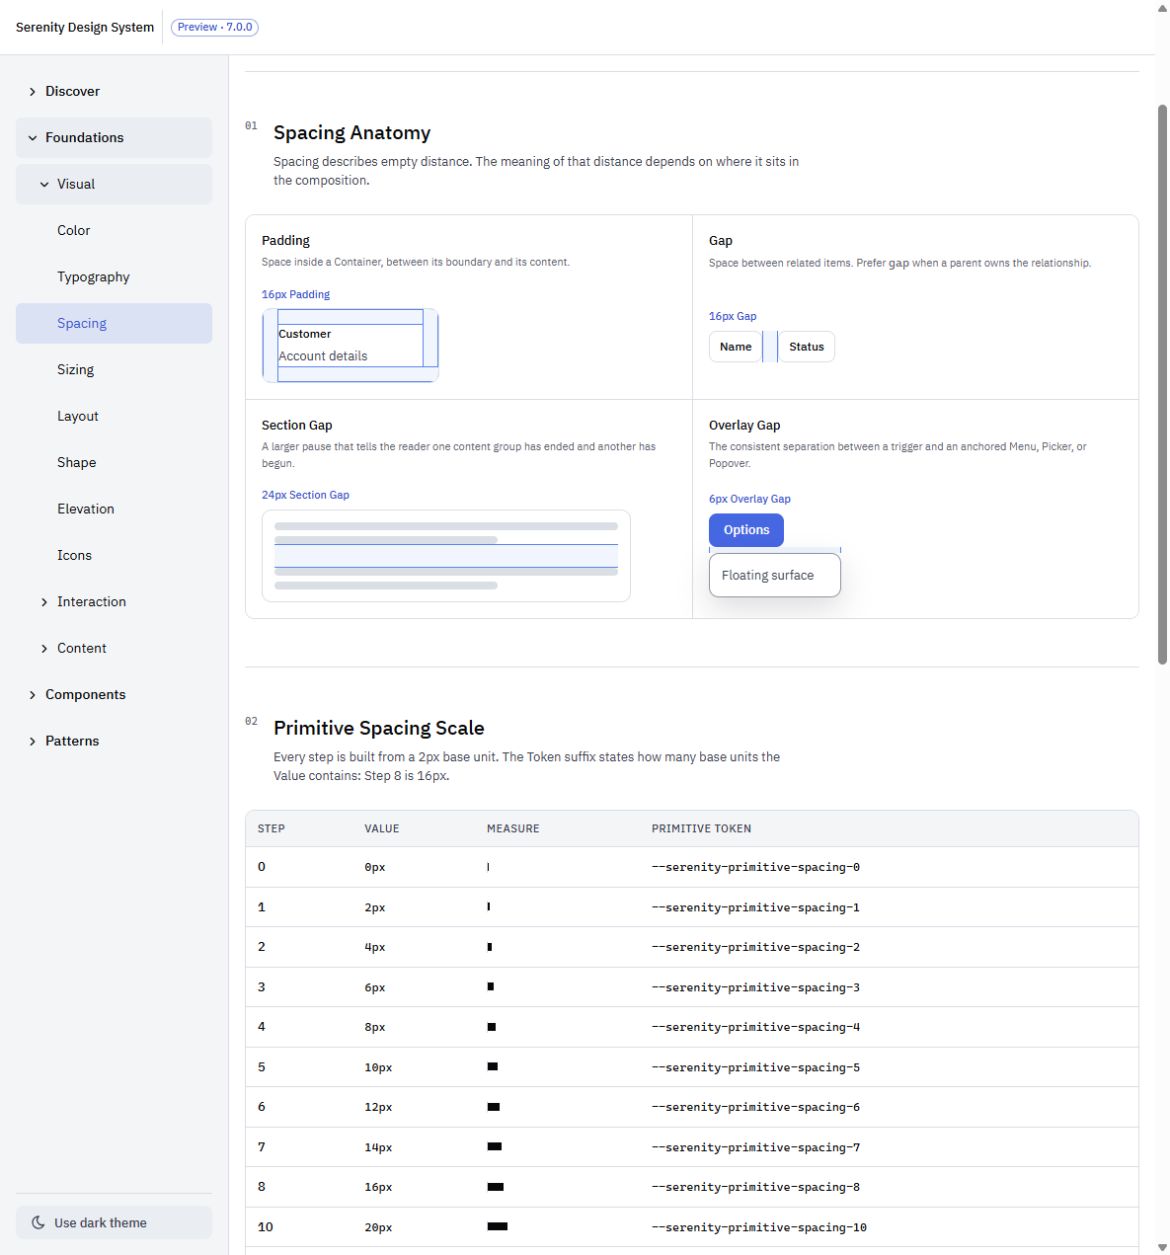 Serenity Design System
Preview · 7.0.0
Discover
Foundations
Visual
Color
Typography
Spacing
Sizing
Layout
Shape
Elevation
Icons
Interaction
Content
Components
Patterns
Use dark theme
01
Spacing Anatomy
Spacing describes empty distance. The meaning of that distance depends on where it sits in
the composition.
Padding
Space inside a Container, between its boundary and its content.
16px Padding
Customer
Account details
Gap
Space between related items. Prefer gap when a parent owns the relationship.
16px Gap
Name
Status
Section Gap
A larger pause that tells the reader one content group has ended and another has
begun.
24px Section Gap
Overlay Gap
The consistent separation between a trigger and an anchored Menu, Picker, or
Popover.
6px Overlay Gap
Options
Floating surface
02
Primitive Spacing Scale
Every step is built from a 2px base unit. The Token suffix states how many base units the
Value contains: Step 8 is 16px.
STEP VALUE MEASURE PRIMITIVE TOKEN
0 0px --serenity-primitive-spacing-0
1 2px --serenity-primitive-spacing-1
2 4px --serenity-primitive-spacing-2
3 6px --serenity-primitive-spacing-3
4 8px --serenity-primitive-spacing-4
5 10px --serenity-primitive-spacing-5
6 12px --serenity-primitive-spacing-6
7 14px --serenity-primitive-spacing-7
8 16px --serenity-primitive-spacing-8
10 20px --serenity-primitive-spacing-10